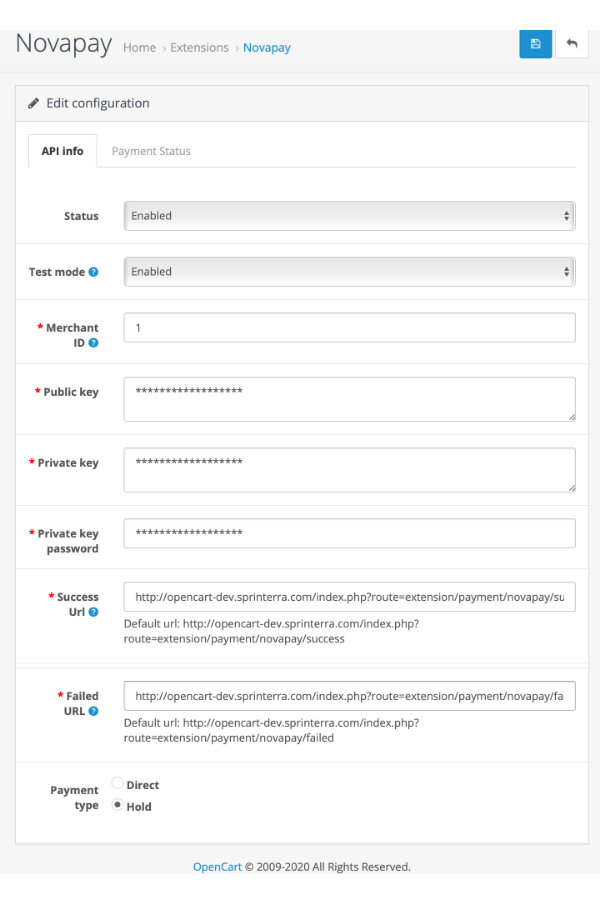 Novapay Home › Extensions › Novapay
Edit configuration
API info Payment Status
Status Enabled
Test mode Enabled
* Merchant
ID
1
* Public key ******************
* Private key ******************
* Private key
password
******************
* Success
Url
http://opencart-dev.sprinterra.com/index.php?route=extension/payment/novapay/su
Default url: http://opencart-dev.sprinterra.com/index.php?
route=extension/payment/novapay/success
* Failed
URL
http://opencart-dev.sprinterra.com/index.php?route=extension/payment/novapay/fa
Default url: http://opencart-dev.sprinterra.com/index.php?
route=extension/payment/novapay/failed
Payment
type
Direct
Hold
OpenCart © 2009-2020 All Rights Reserved.